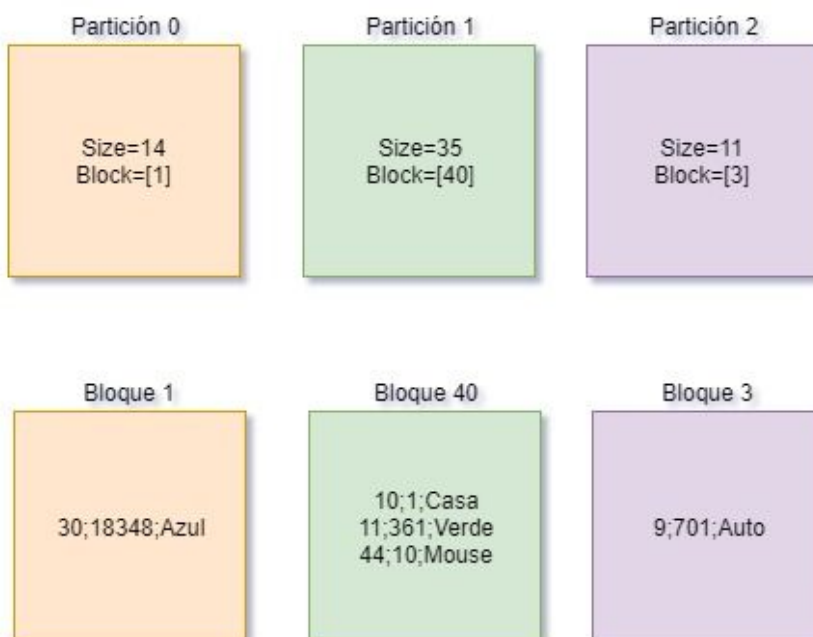 Partición 0
Partición 1
Partición 2
Size=14
Block=[1]
Size=35
Block=[40]
Size=11
Block=[3]
Bloque 1
Bloque 40
Bloque 3
30;18348;Azul
10;1;Casa
11;361;Verde
44;10;Mouse
9;701;Auto